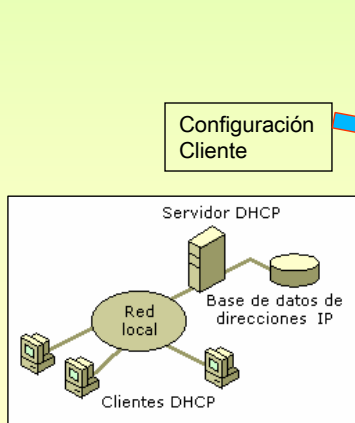 Configuración
Cliente
Servidor DHCP
Base de datos de
direcciones IP
Red
local
Clientes DHCP